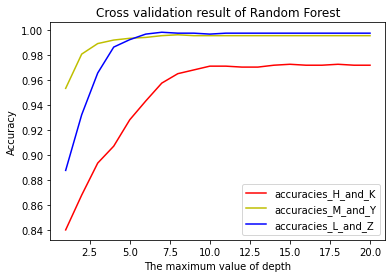 Cross validation result of Random Forest
Accuracy
1.00
0.98
0.96
0.94
0.92
0.90
0.88
0.86
0.84
accuracies_H_and_K
accuracies_M_and_Y
accuracies_L_and_Z
2.5 5.0 7.5 10.0 12.5 15.0 17.5 20.0
The maximum value of depth